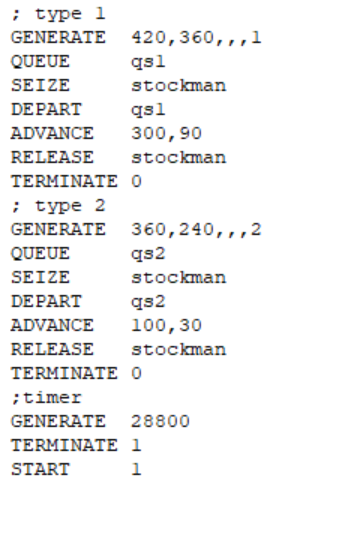 ; type 1
GENERATE 420,360,,,1
QUEUE qs1
SEIZE stockman
DEPART qs1
ADVANCE 300,90
RELEASE stockman
TERMINATE 0
; type 2
GENERATE 360,240,,,2
QUEUE qs2
SEIZE stockman
DEPART qs2
ADVANCE 100,30
RELEASE stockman
TERMINATE 0
;timer
GENERATE 28800
TERMINATE 1
START 1